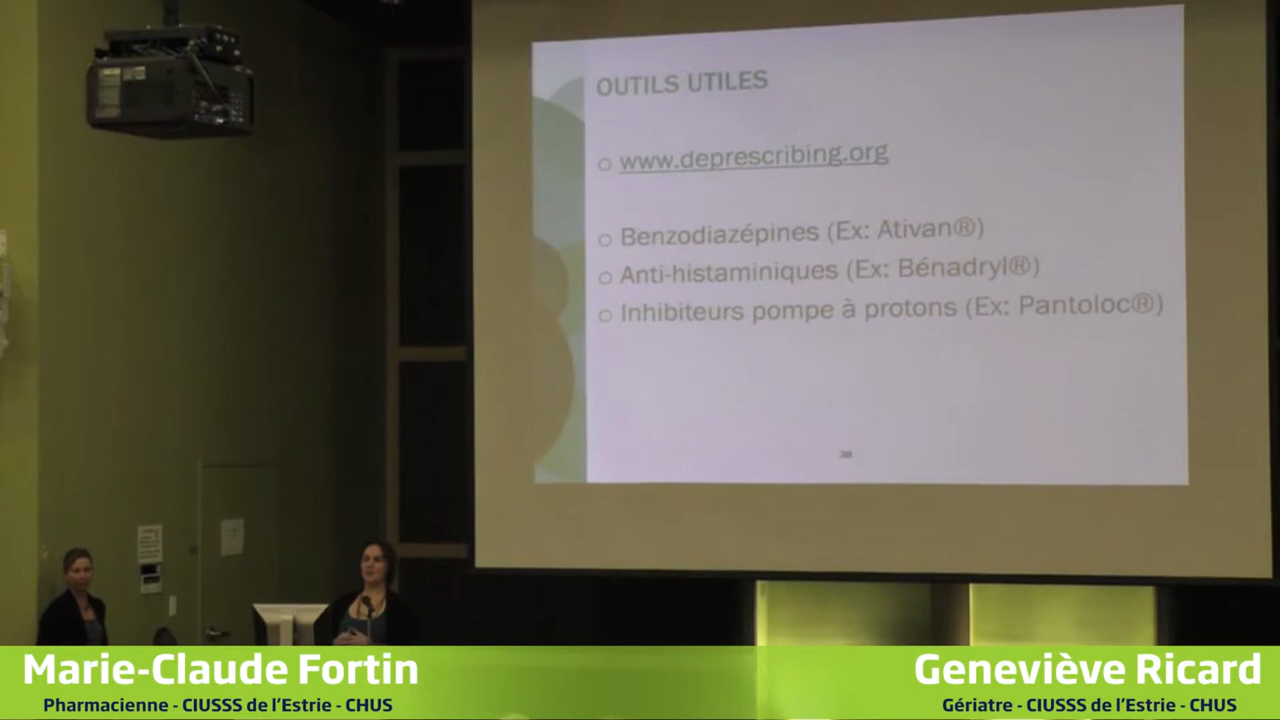 OUTILS UTILES
www.deprescribing.org
Benzodiazépines (Ex: Ativan®)
Anti-histaminiques (Ex: Bénadryl®)
Inhibiteurs pompe à protons (Ex: Pantoloc®)
38
Marie-Claude Fortin
Pharmacienne - CIUSSS de l'Estrie - CHUS
Geneviève Ricard
Gériatre - CIUSSS de l'Estrie - CHUS